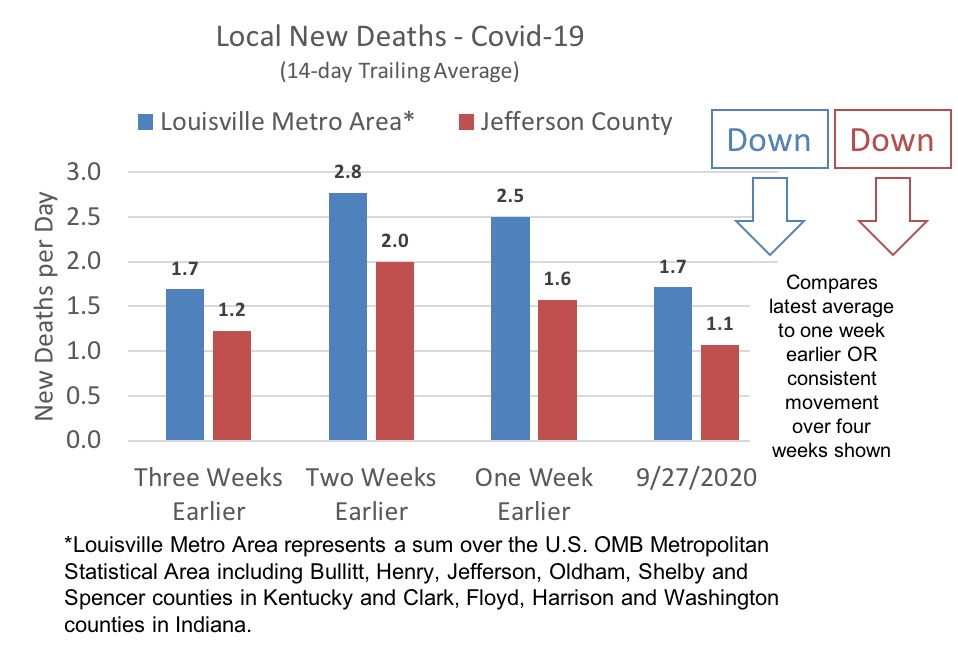 Local New Deaths - Covid-19
(14-day Trailing Average)
Louisville Metro Area*
Jefferson County
Down
Down
New Deaths per Day
3.0
2.5
2.0
1.5
1.0
0.5
0.0
1.7
1.2
2.8
2.0
2.5
1.6
1.7
1.1
Three Weeks
Earlier
Two Weeks
Earlier
One Week
Earlier
9/27/2020
Compares
latest average
to one week
earlier OR
consistent
movement
over four
weeks shown
*Louisville Metro Area represents a sum over the U.S. OMB Metropolitan
Statistical Area including Bullitt, Henry, Jefferson, Oldham, Shelby and
Spencer counties in Kentucky and Clark, Floyd, Harrison and Washington
counties in Indiana.